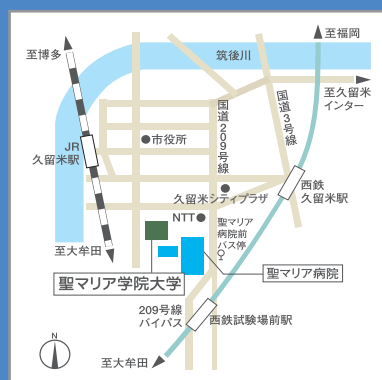 至福岡
至博多
筑後川
至久留米
インター
国道3号線
国道209号線
市役所
JR
久留米駅
西鉄
久留米駅
久留米シティプラザ
NTT
聖マリア
病院前
バス停
至大牟田
聖マリア学院大学
聖マリア病院
209号線
バイパス
西鉄試験場前駅
N
至大牟田